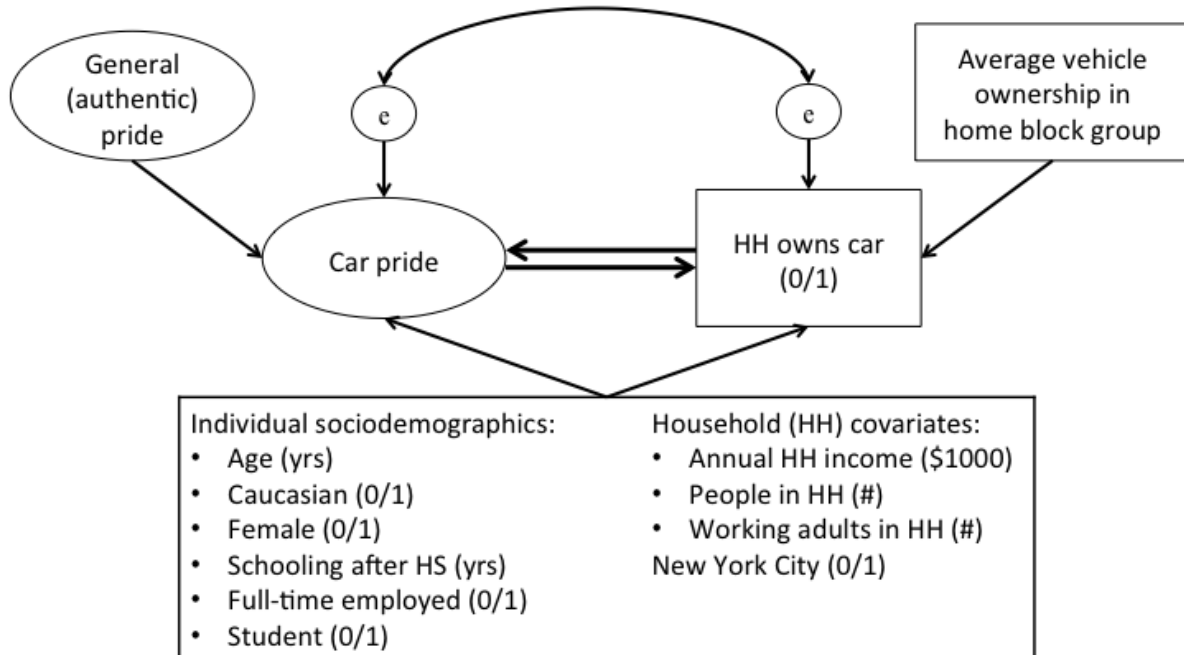 General
(authentic)
pride
e
e
Average vehicle
ownership in
home block group
Car pride
HH owns car
(0/1)
Individual sociodemographics:
• Age (yrs)
• Caucasian (0/1)
• Female (0/1)
• Schooling after HS (yrs)
• Full-time employed (0/1)
• Student (0/1)
Household (HH) covariates:
• Annual HH income ($1000)
• People in HH (#)
• Working adults in HH (#)
New York City (0/1)